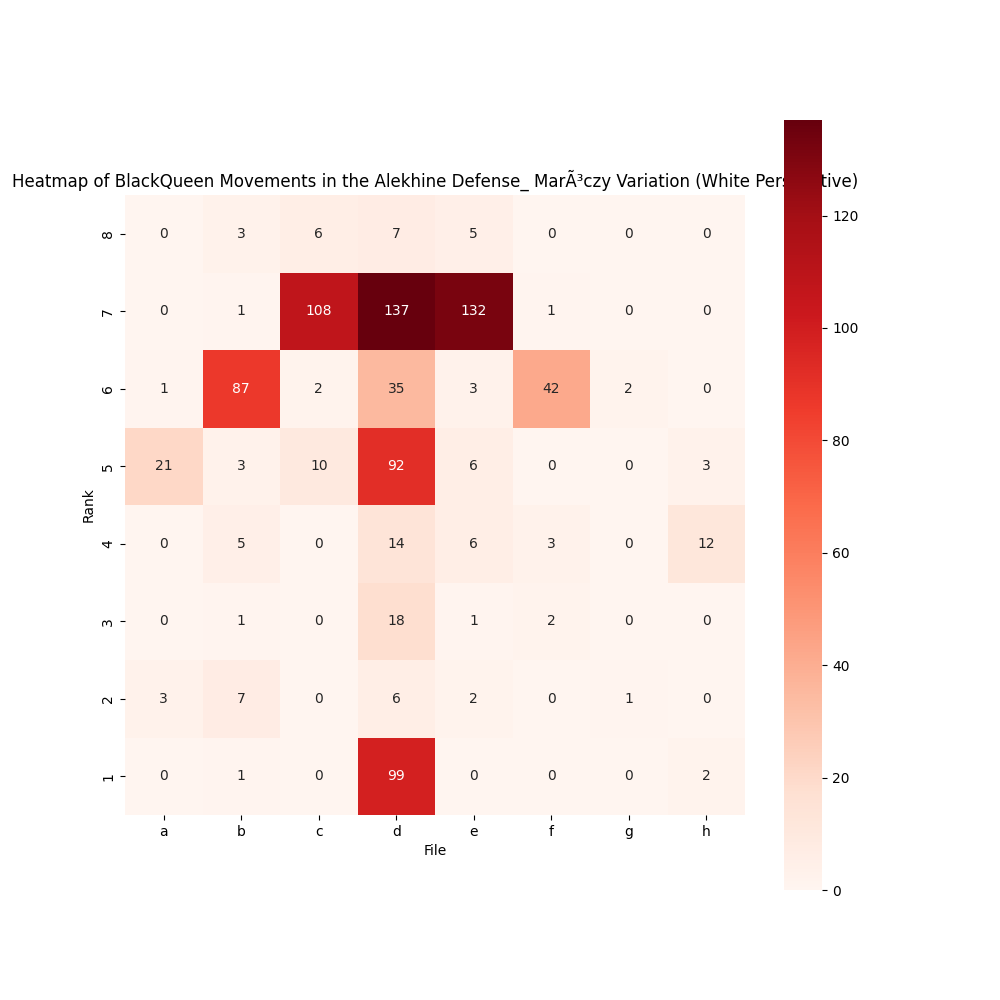 Heatmap of BlackQueen Movements in the Alekhine Defense_ MarÃ³czy Variation (White Pers tive)
8 0 3 6 7 5 0 0 0
7 0 1 108 137 132 1 0 0
6 1 87 2 35 3 42 2 0
5 21 3 10 92 6 0 0 3
4 0 5 0 14 6 3 0 12
3 0 1 0 18 1 2 0 0
2 3 7 0 6 2 0 1 0
1 0 1 0 99 0 0 0 2
a b c d e f g h
File
Rank
120
100
80
60
40
20
0